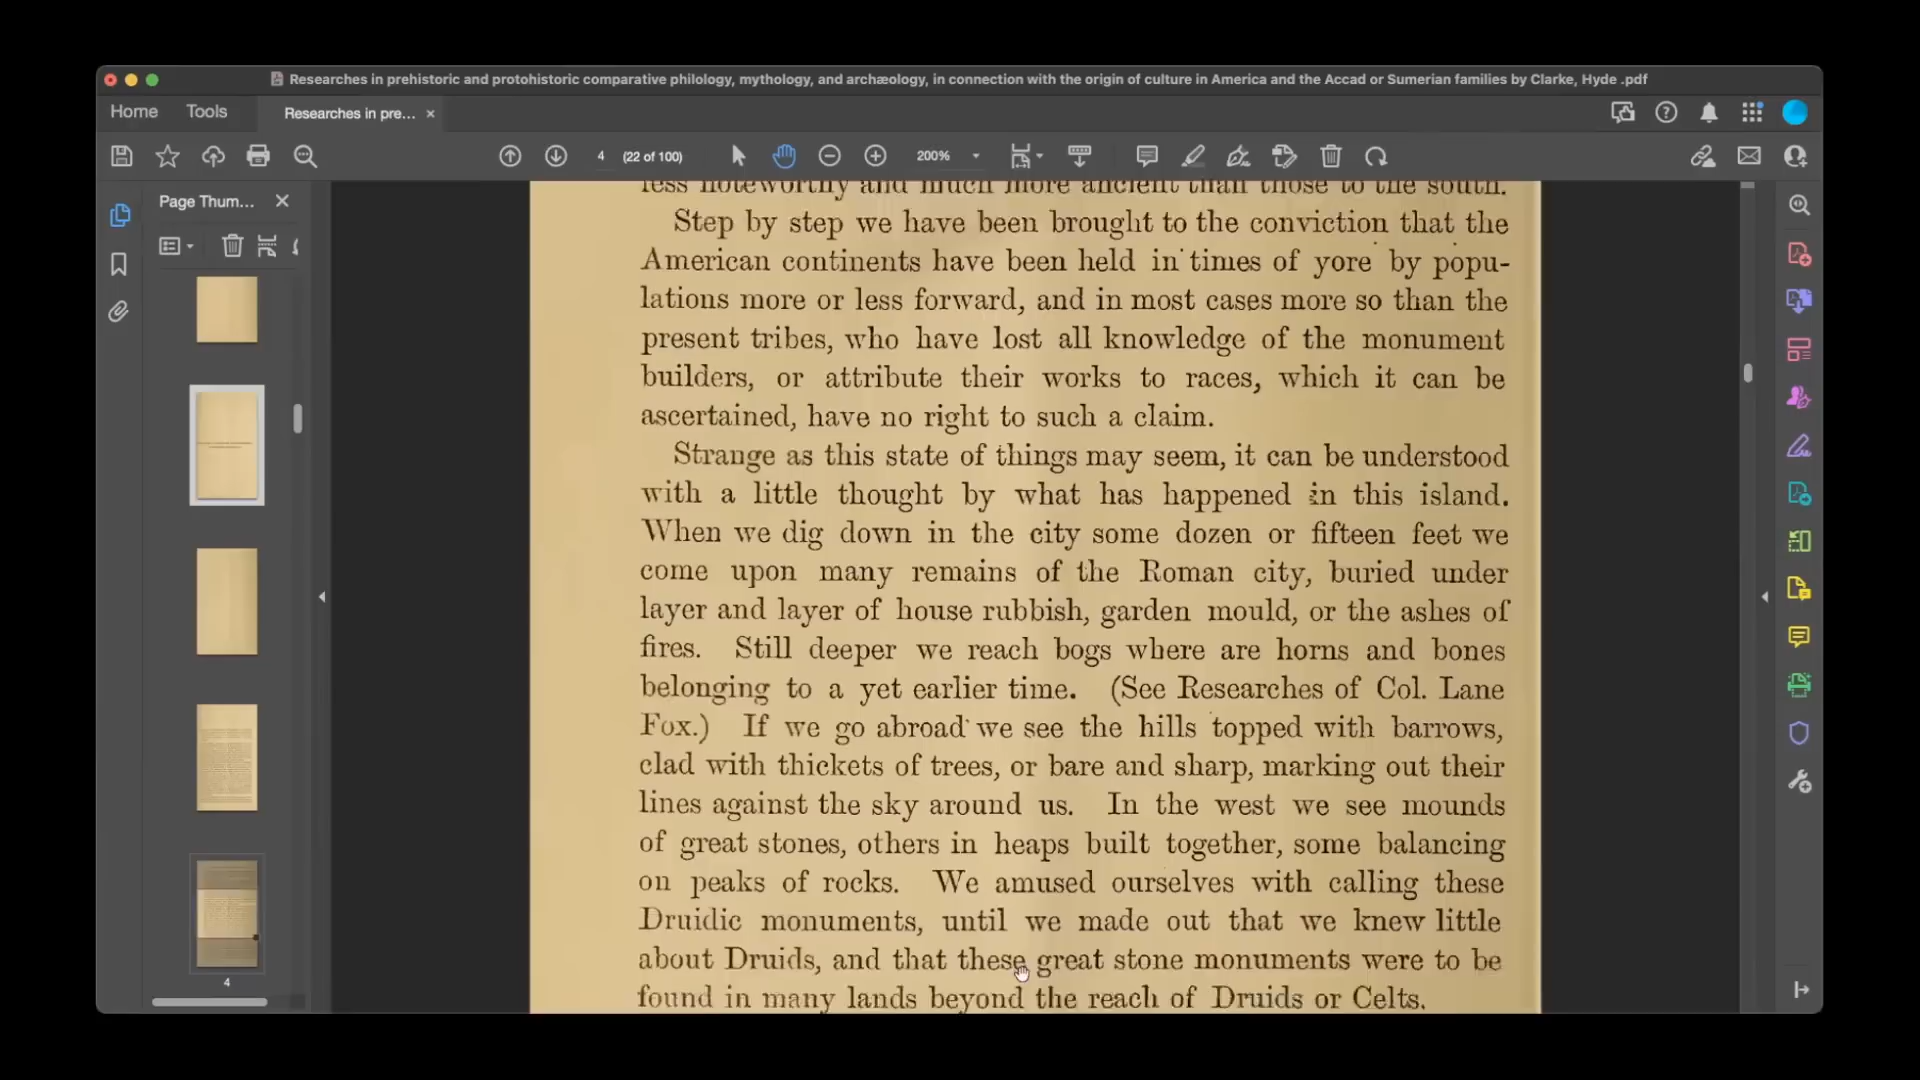 Researches in prehistoric and protohistoric comparative philology, mythology, and archæology, in connection with the origin of culture in America and the Accad or Sumerian families by Clarke, Hyde .pdf
Home
Tools
Researches in pre...
4
(22 of 100)
200%
Page Thum...
4
less noteworthy and much more ancient than those to the south.
Step by step we have been brought to the conviction that the
American continents have been held in times of yore by popu-
lations more or less forward, and in most cases more so than the
present tribes, who have lost all knowledge of the monument
builders, or attribute their works to races, which it can be
ascertained, have no right to such a claim.
Strange as this state of things may seem, it can be understood
with a little thought by what has happened in this island.
When we dig down in the city some dozen or fifteen feet we
come upon many remains of the Roman city, buried under
layer and layer of house rubbish, garden mould, or the ashes of
fires. Still deeper we reach bogs where are horns and bones
belonging to a yet earlier time. (See Researches of Col. Lane
Fox.) If we go abroad we see the hills topped with barrows,
clad with thickets of trees, or bare and sharp, marking out their
lines against the sky around us. In the west we see mounds
of great stones, others in heaps built together, some balancing
on peaks of rocks. We amused ourselves with calling these
Druidic monuments, until we made out that we knew little
about Druids, and that these great stone monuments were to be
found in many lands beyond the reach of Druids or Celts.